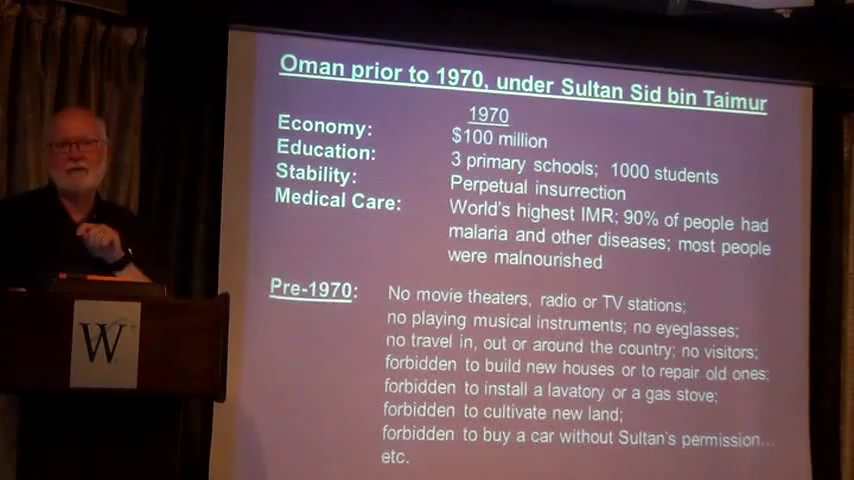 Oman prior to 1970, under Sultan Sid bin Taimur
1970
Economy: $100 million
Education: 3 primary schools; 1000 students
Stability: Perpetual insurrection
Medical Care: World's highest IMR; 90% of people had
malaria and other diseases; most people
were malnourished
Pre-1970: No movie theaters, radio or TV stations;
no playing musical instruments; no eyeglasses;
no travel in, out or around the country; no visitors;
forbidden to build new houses or to repair old ones;
forbidden to install a lavatory or a gas stove;
forbidden to cultivate new land;
forbidden to buy a car without Sultan's permission...
etc.
W